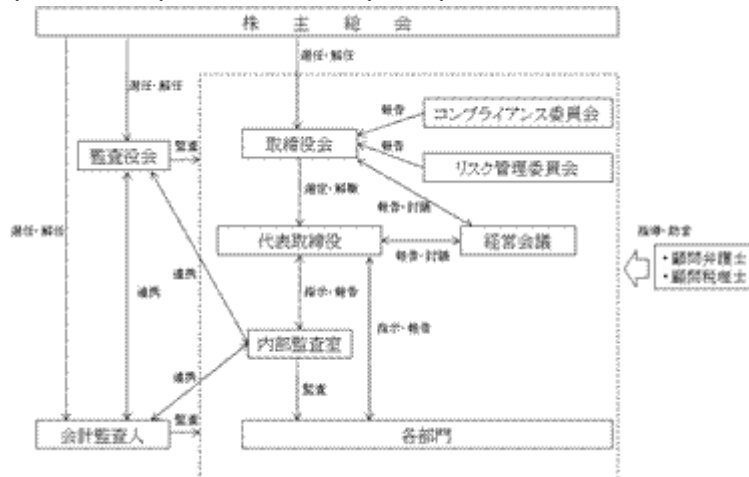 株主総会
選任・解任
選任・解任
報告
コンプライアンス委員会
監査役会
監査
取締役会
報告
リスク管理委員会
選定・解職
報告・討議
選任・解任
代表取締役
経営会議
指導・助言
報告・討議
・顧問弁護士
・顧問税理士
連携
連携
指示・報告
指示・報告
内部監査室
連携
監査
会計監査人
監査
各部門